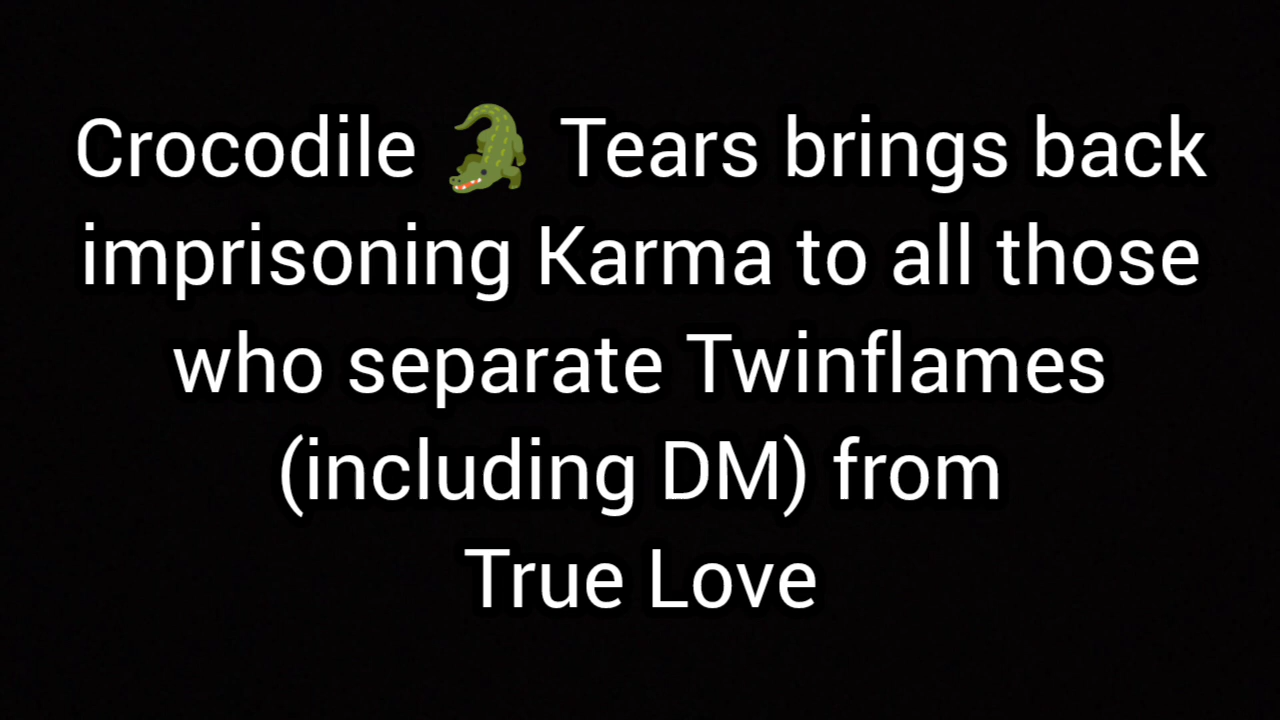 Crocodile 🐊 Tears brings back
imprisoning Karma to all those
who separate Twinflames
(including DM) from
True Love